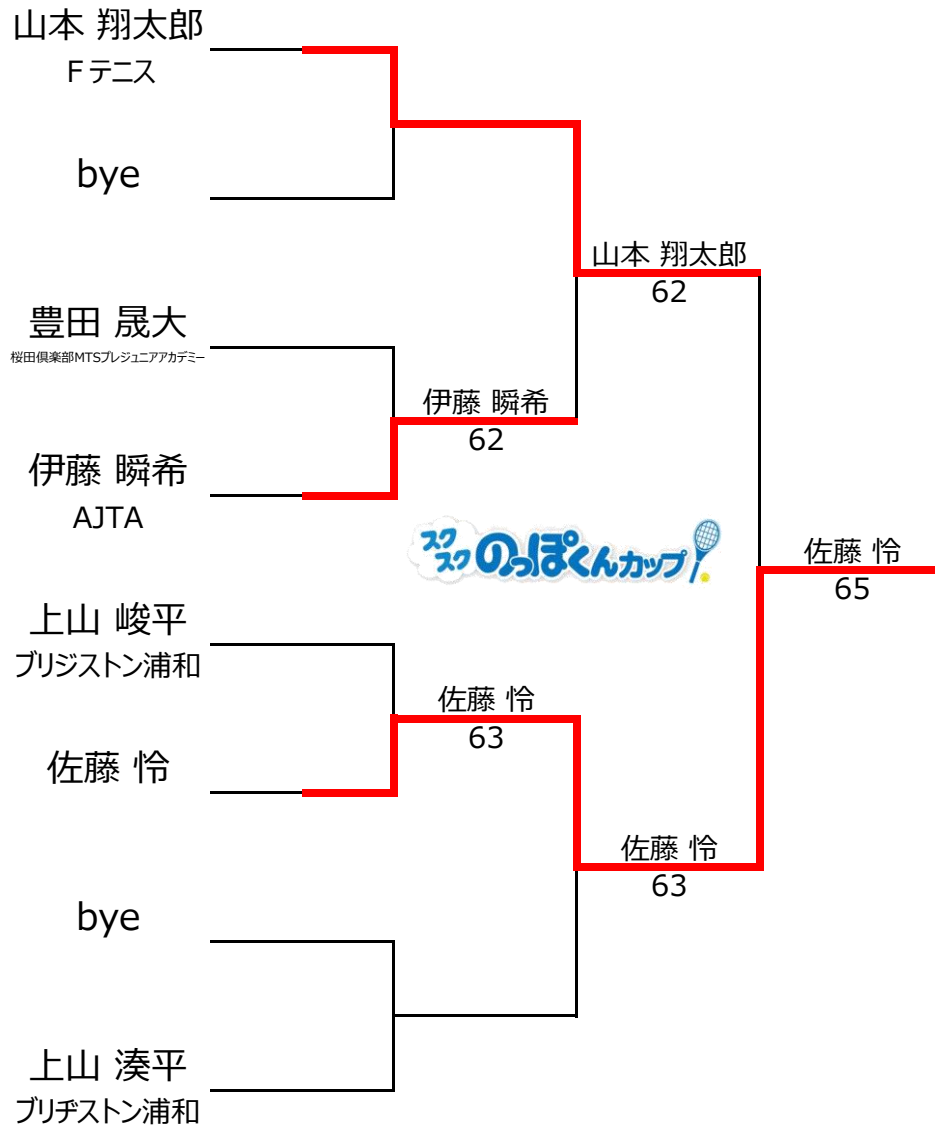 山本 翔太郎
Fテニス
bye
豊田 晟大
桜田倶楽部MTSプレジュニアアカデミー
伊藤 瞬希
AJTA
上山 峻平
ブリジストン浦和
佐藤 怜
bye
上山 湊平
ブリヂストン浦和
伊藤 瞬希
62
佐藤 怜
63
山本 翔太郎
62
佐藤 怜
63
佐藤 怜
65
スク
スク のっぽくんカップ